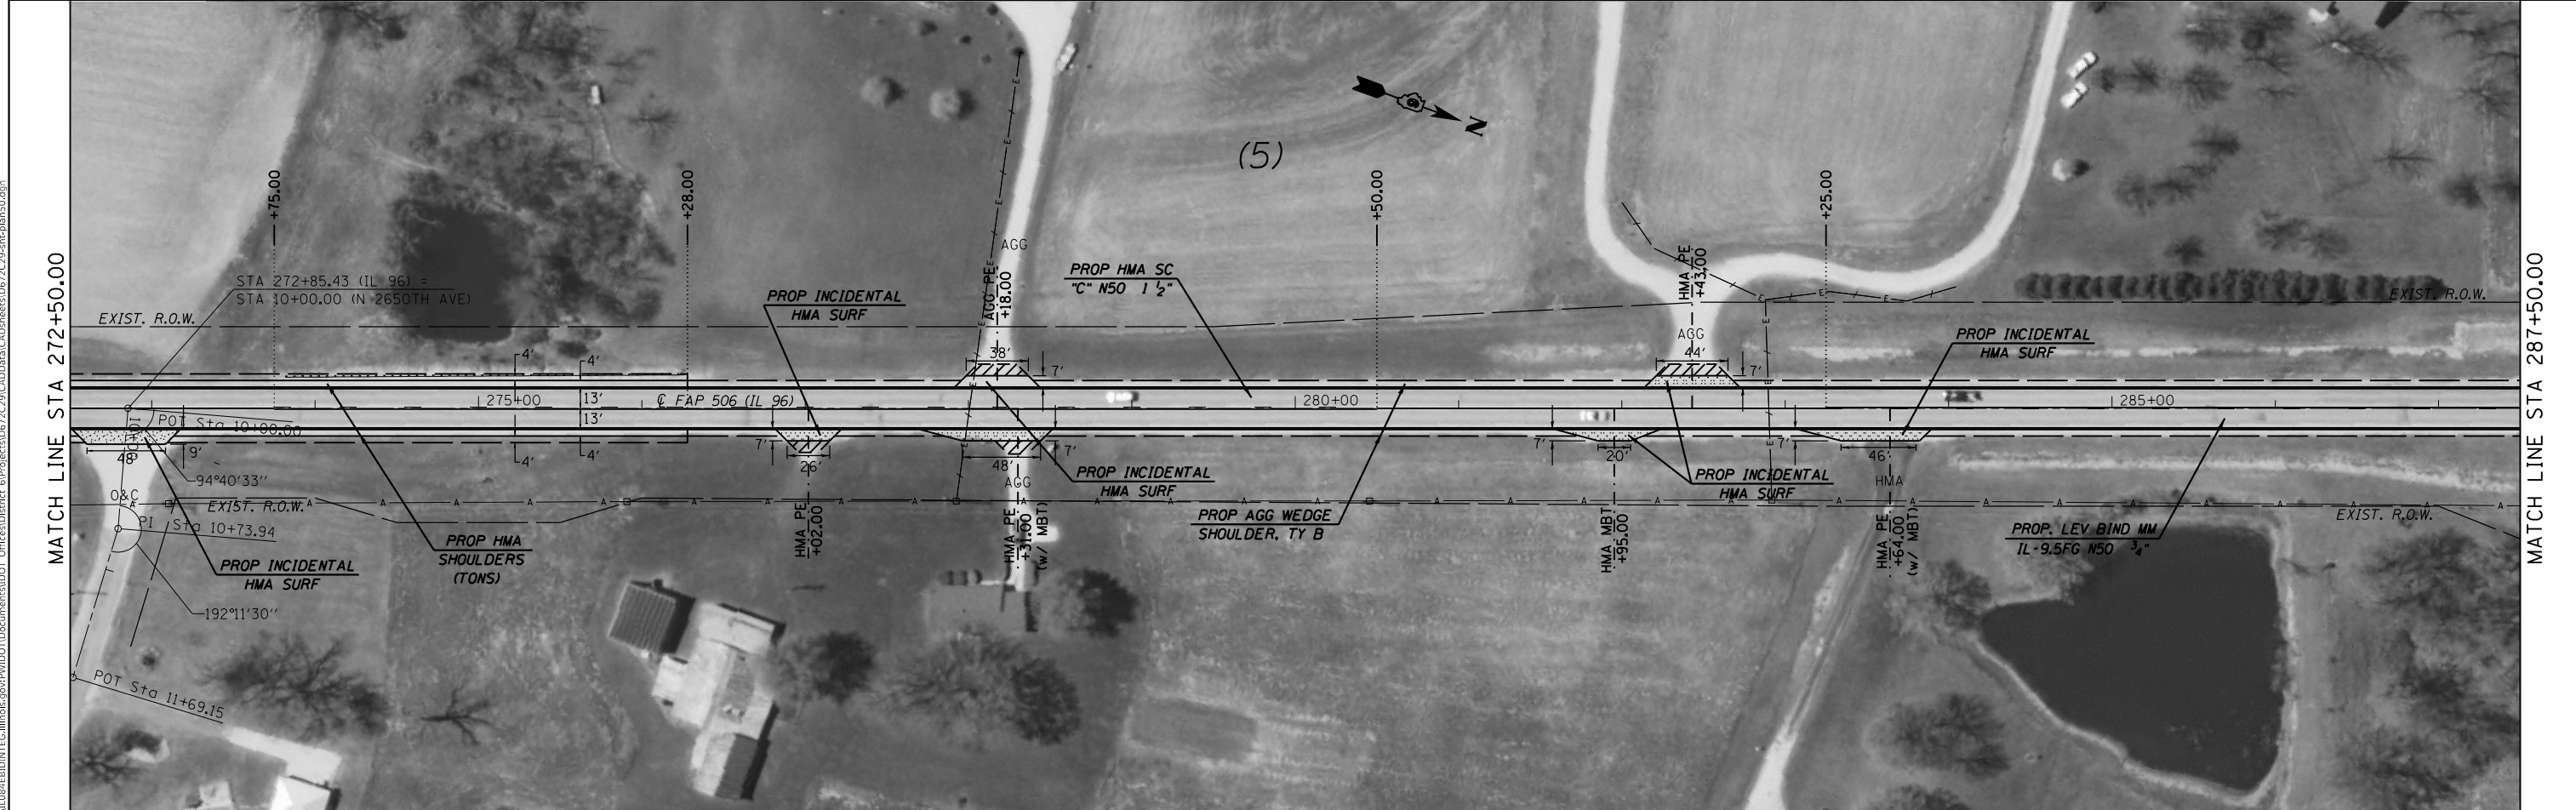 MATCH LINE STA 272+50.00
+75.00
+28.00
STA 272+85.43 (IL 96) =
STA 10+00.00 (N 2650TH AVE)
EXIST. R.O.W.
4'
4'
275+00
13'
13'
℄ FAP 506 (IL 96)
POT Sta 10+00.00
48'
9'
4'
4'
94°40'33''
O&C
EXIST. R.O.W.
PI Sta 10+73.94
192°11'30''
POT Sta 11+69.15
PROP INCIDENTAL
HMA SURF
PROP HMA
SHOULDERS
(TONS)
PROP INCIDENTAL
HMA SURF
7'
26'
HMA PE
+02.00
E
AGG
AGG PE
+18.00
38'
7'
48'
7'
AGG
HMA PE
+31.00
(w/ MBT)
PROP HMA SC
"C" N50 1 ½"
PROP INCIDENTAL
HMA SURF
(5)
N
+50.00
280+00
PROP AGG WEDGE
SHOULDER, TY B
HMA PE
+43.00
AGG
44'
7'
7'
20'
HMA MBT
+95.00
PROP INCIDENTAL
HMA SURF
+25.00
7'
46'
HMA
HMA PE
+64.00
(w/ MBT)
PROP INCIDENTAL
HMA SURF
285+00
EXIST. R.O.W.
PROP. LEV BIND MM
IL-9.5FG N50 ¾"
EXIST. R.O.W.
MATCH LINE STA 287+50.00